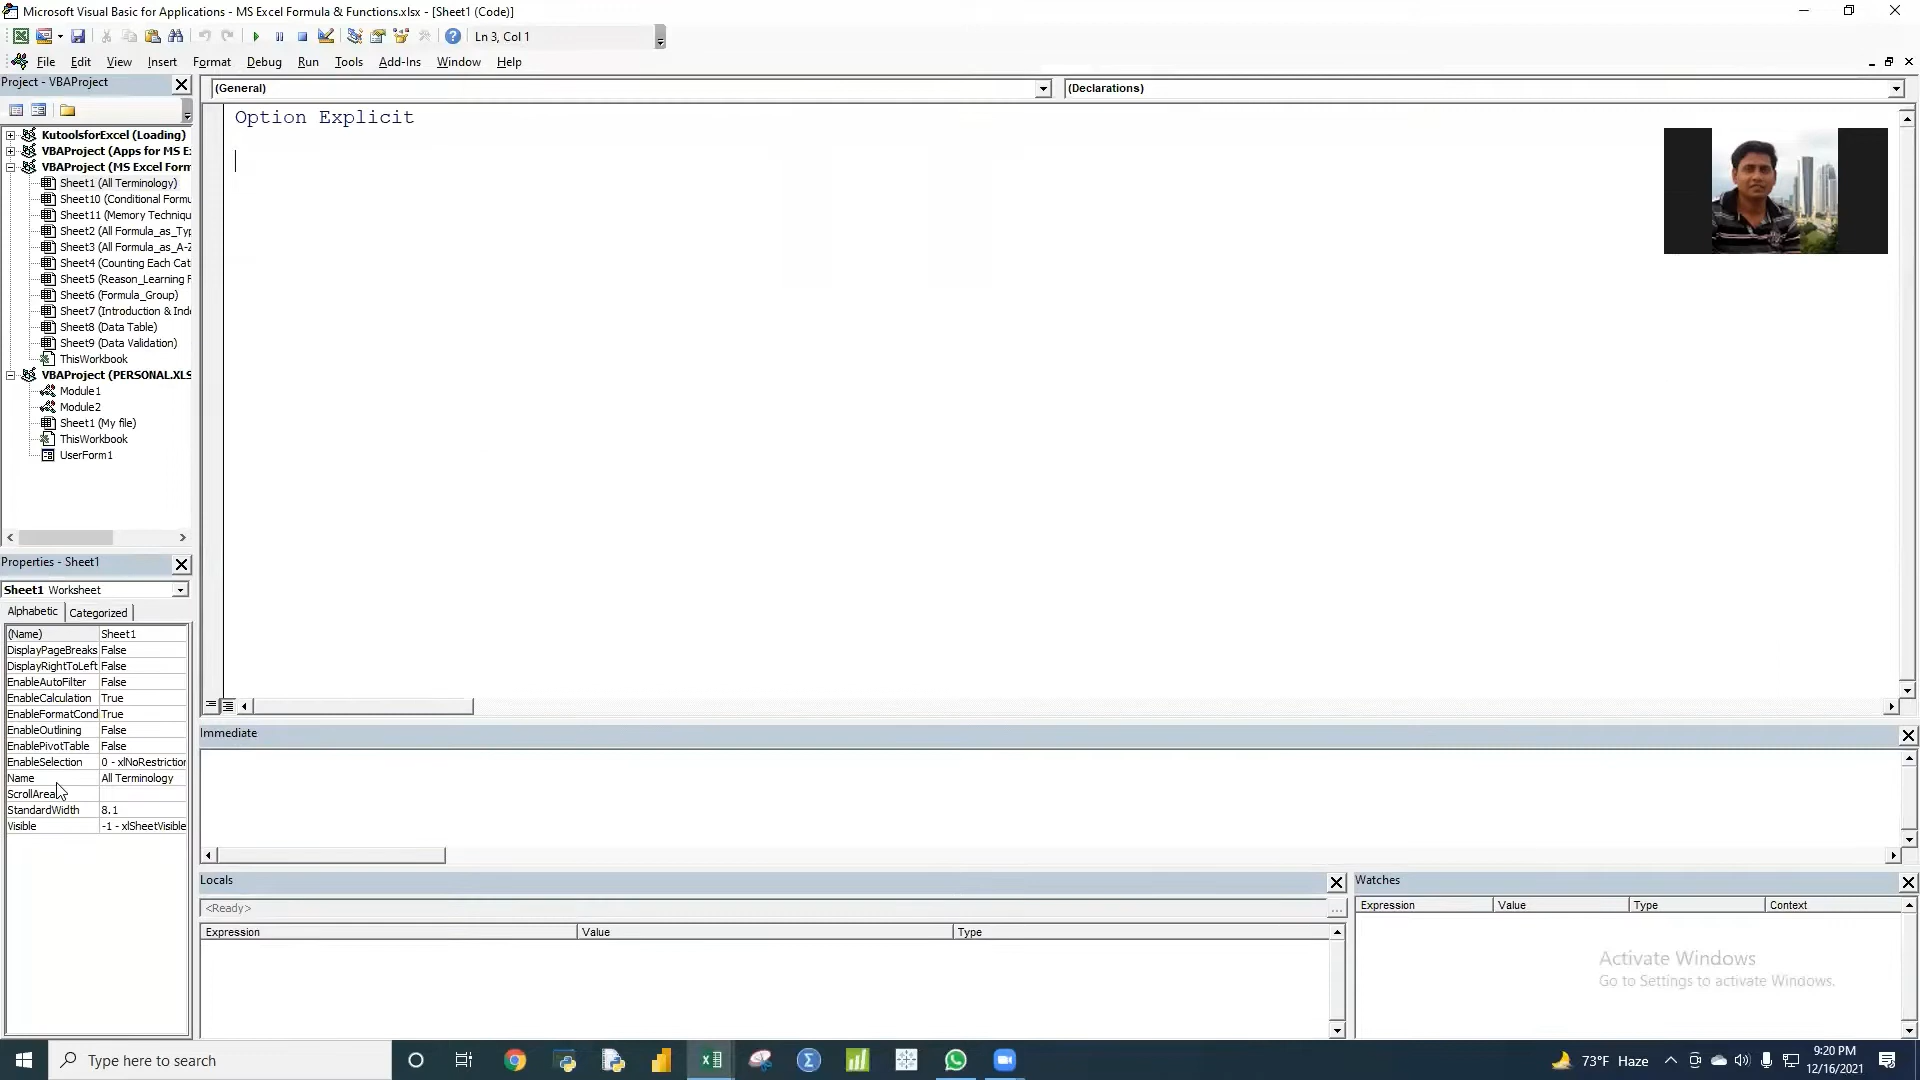 Microsoft Visual Basic for Applications - MS Excel Formula & Functions.xlsx - [Sheet1 (Code)]
Ln 3, Col 1
File Edit View Insert Format Debug Run Tools Add-Ins Window Help
Project - VBAProject
(General)
(Declarations)
Option Explicit
KutoolsforExcel (Loading)
VBAProject (Apps for MS E
VBAProject (MS Excel Form
Sheet1 (All Terminology)
Sheet10 (Conditional Formu
Sheet11 (Memory Techniqu
Sheet2 (All Formula_as_Typ
Sheet3 (All Formula_as_A-Z
Sheet4 (Counting Each Cat
Sheet5 (Reason_Learning F
Sheet6 (Formula_Group)
Sheet7 (Introduction & Inde
Sheet8 (Data Table)
Sheet9 (Data Validation)
ThisWorkbook
VBAProject (PERSONAL.XLS
Module1
Module2
Sheet1 (My file)
ThisWorkbook
UserForm1
Properties - Sheet1
Sheet1 Worksheet
Alphabetic Categorized
(Name) Sheet1
DisplayPageBreaks False
DisplayRightToLeft False
EnableAutoFilter False
EnableCalculation True
EnableFormatCond True
EnableOutlining False
EnablePivotTable False
EnableSelection 0 - xlNoRestriction
Name All Terminology
ScrollArea
StandardWidth 8.1
Visible -1 - xlSheetVisible
Immediate
Locals
<Ready>
...
Expression Value Type
Watches
Expression Value Type Context
Activate Windows
Go to Settings to activate Windows.
Type here to search
73°F Haze
9:20 PM
12/16/2021